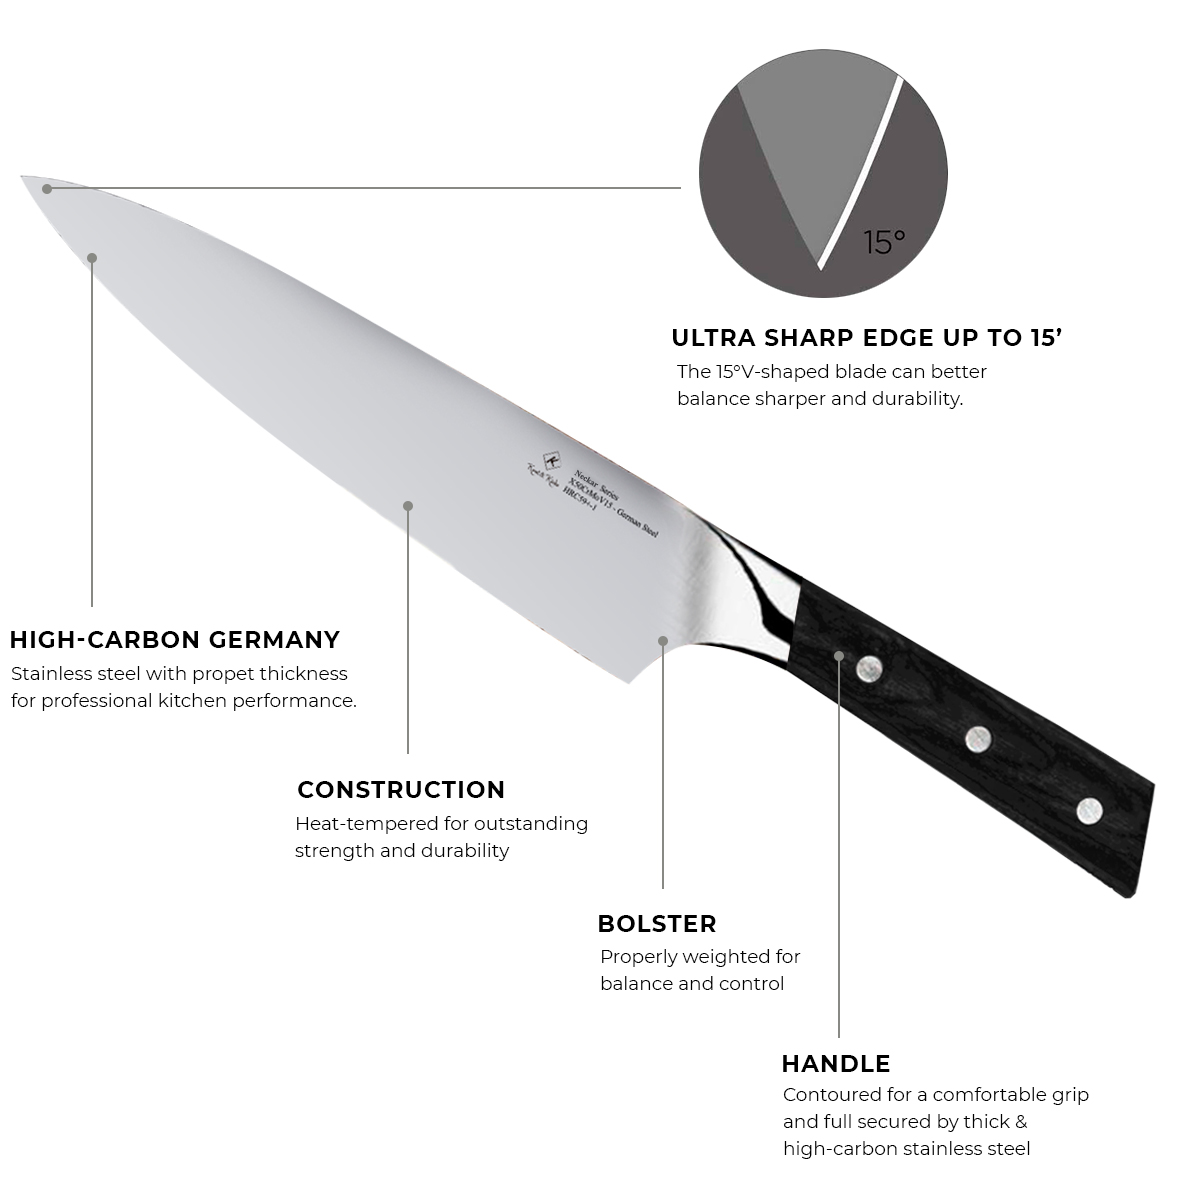 15°
ULTRA SHARP EDGE UP TO 15’
The 15°V-shaped blade can better
balance sharper and durability.
K
Neckar Series
X50CrMoV15 - German Steel
HRC59+-1
HIGH-CARBON GERMANY
Stainless steel with propet thickness
for professional kitchen performance.
CONSTRUCTION
Heat-tempered for outstanding
strength and durability
BOLSTER
Properly weighted for
balance and control
HANDLE
Contoured for a comfortable grip
and full secured by thick &
high-carbon stainless steel